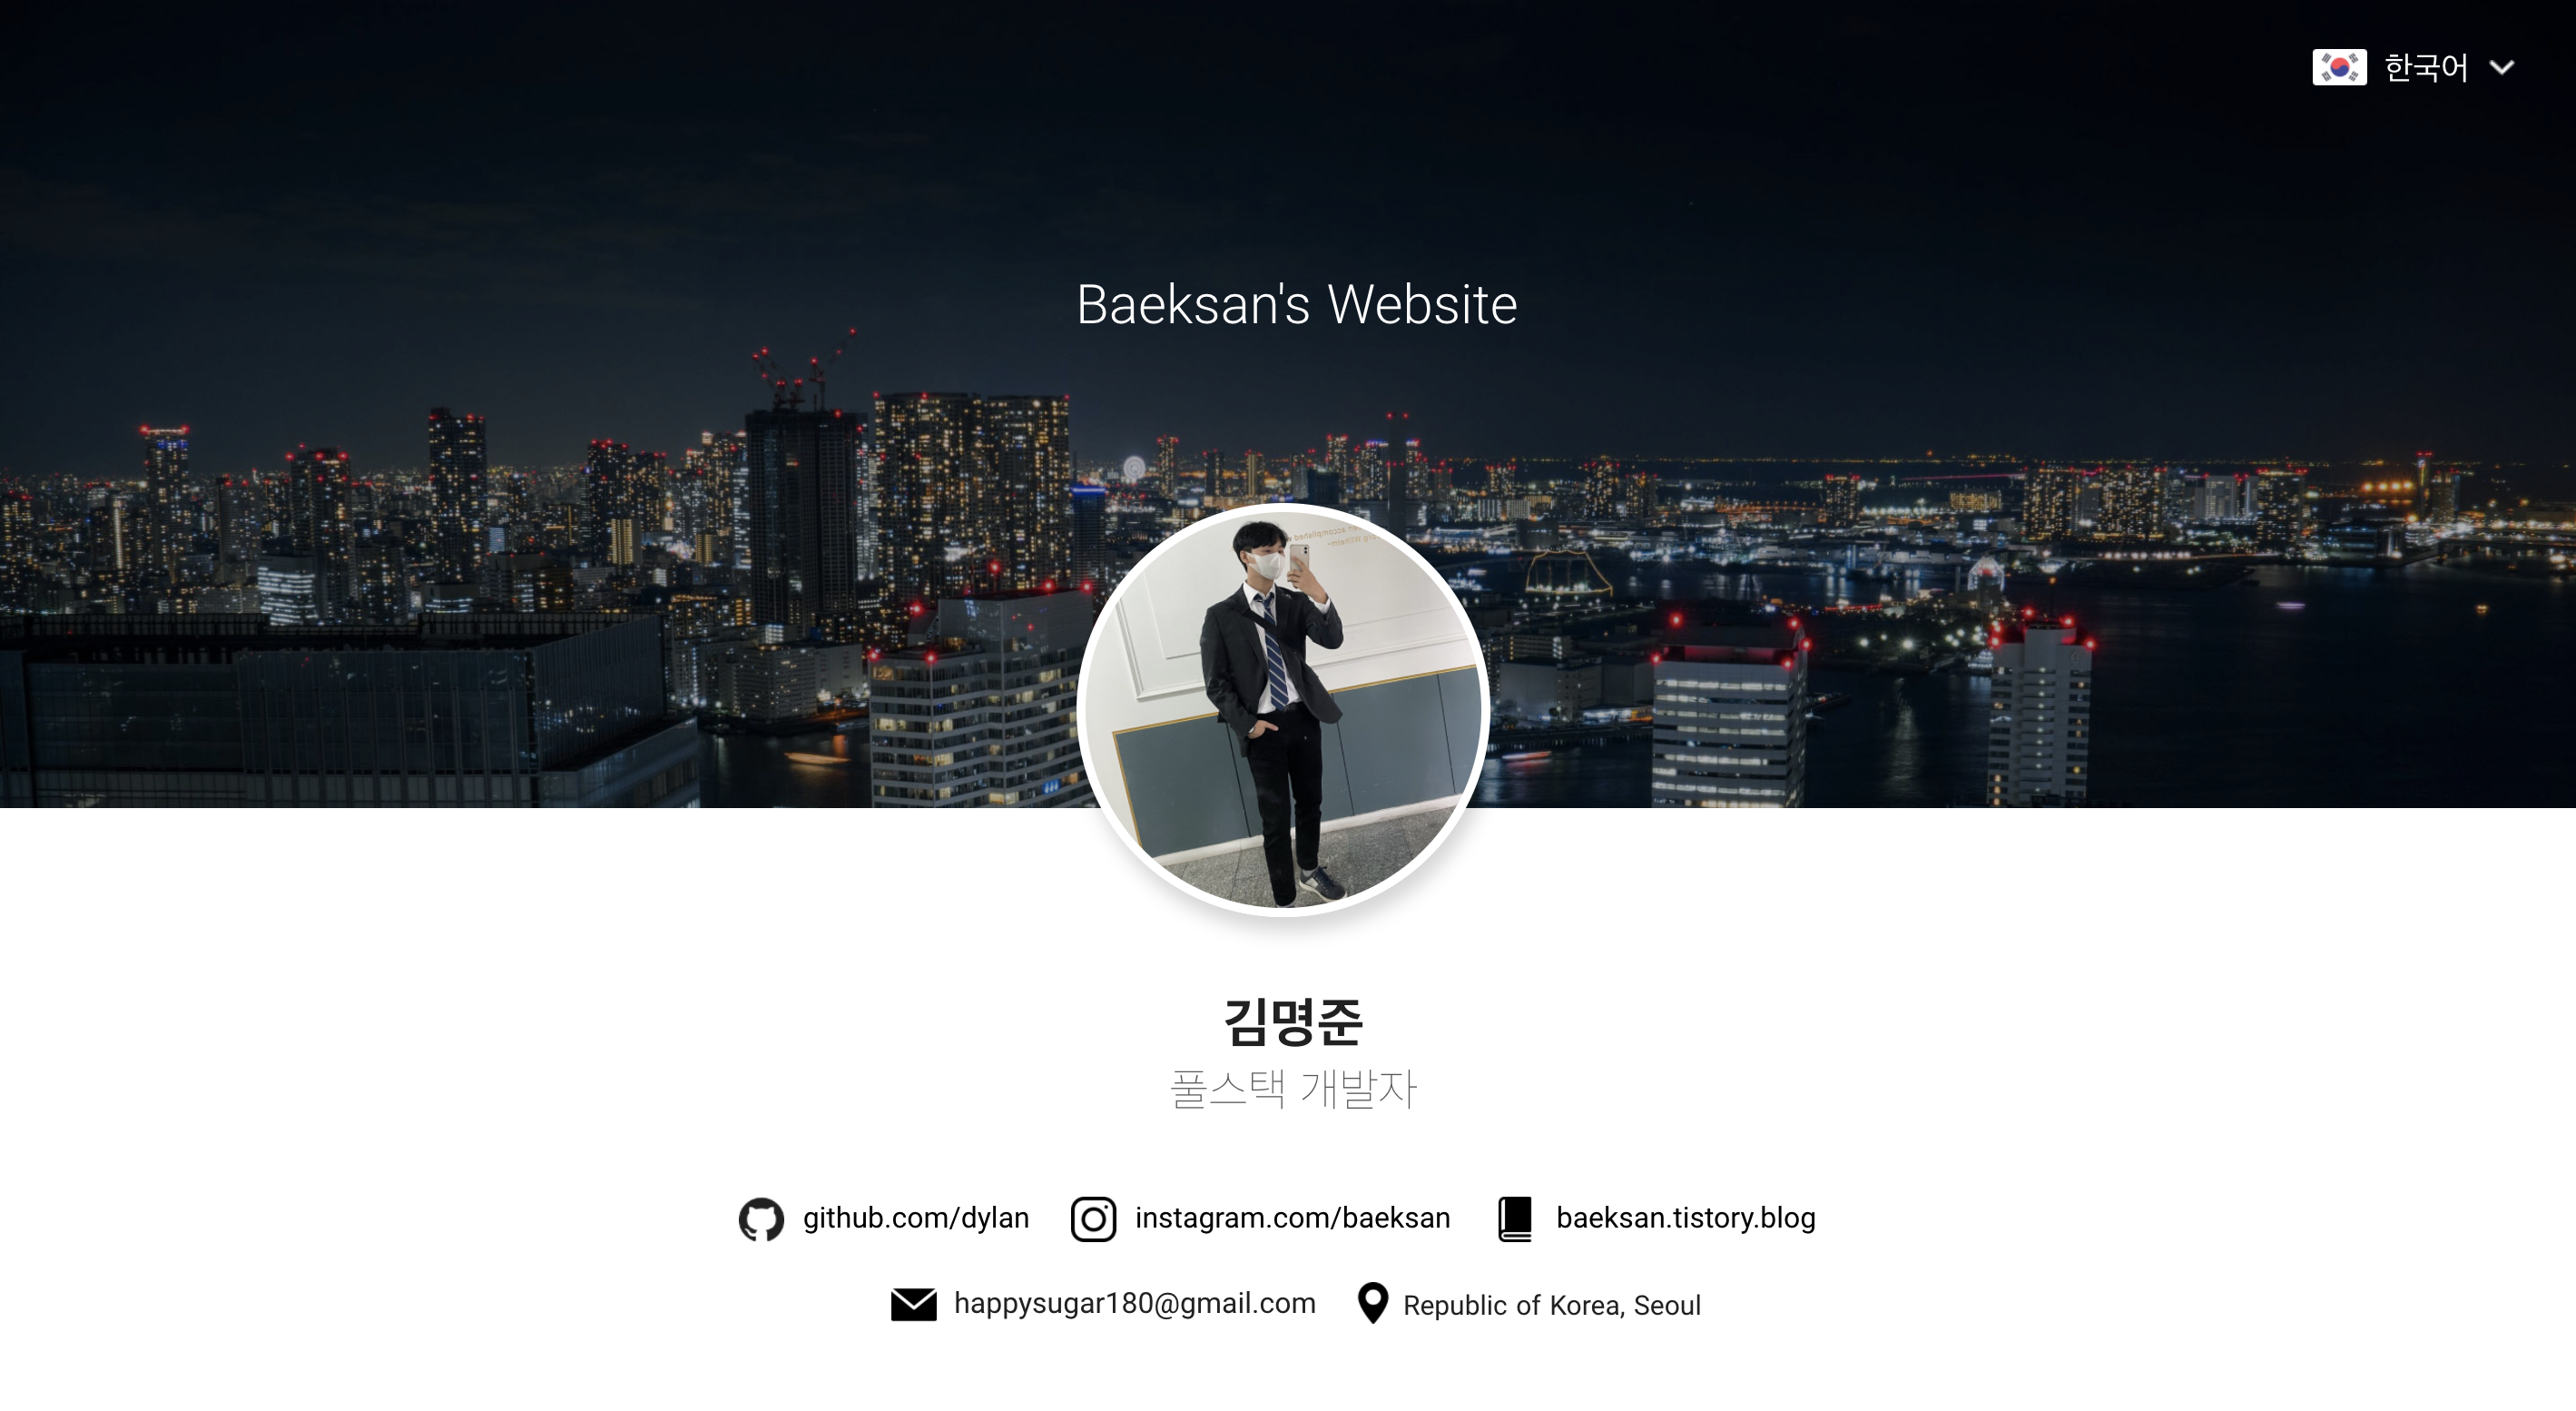 한국어
Baeksan's Website
김명준
풀스택 개발자
github.com/dylan instagram.com/baeksan baeksan.tistory.blog
happysugar180@gmail.com Republic of Korea, Seoul